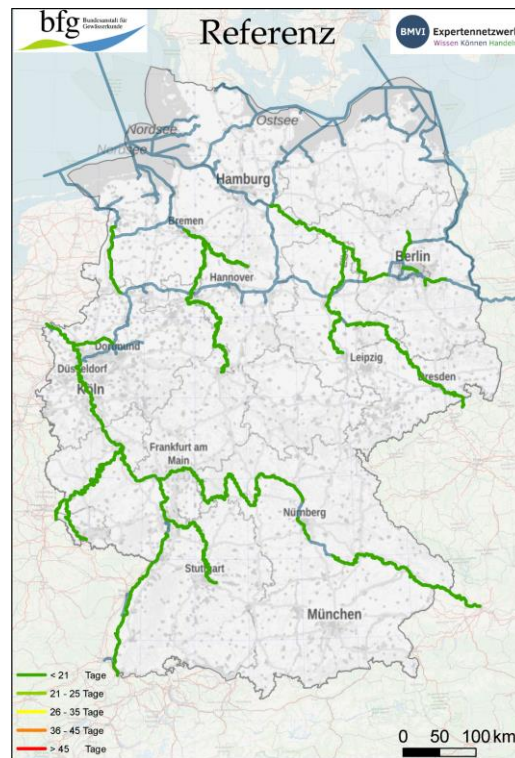 bfg Bundesanstalt für
Gewässerkunde
Referenz
BMVI Expertennetzwerk
Wissen Können Handeln
Nordsee
Nordsee
Ostsee
Hamburg
Bremen
Berlin
Hannover
Dortmund
Düsseldorf
Köln
Leipzig
Dresden
Frankfurt am
Main
Nürnberg
Stuttgart
München
< 21 Tage
21 - 25 Tage
26 - 35 Tage
36 - 45 Tage
> 45 Tage
0 50 100 km